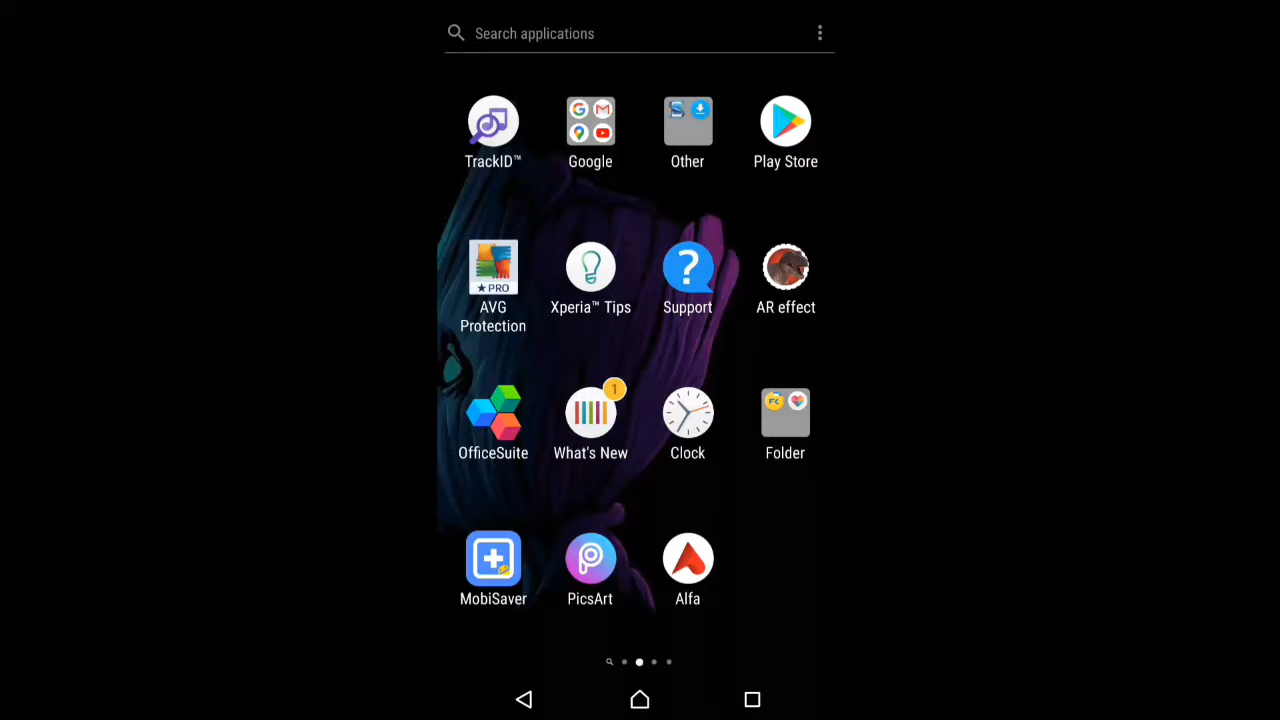 Search applications
TrackID™
Google
Other
Play Store
★ PRO
AVG
Protection
Xperia™ Tips
Support
AR effect
OfficeSuite
1
What's New
Clock
Folder
MobiSaver
PicsArt
Alfa